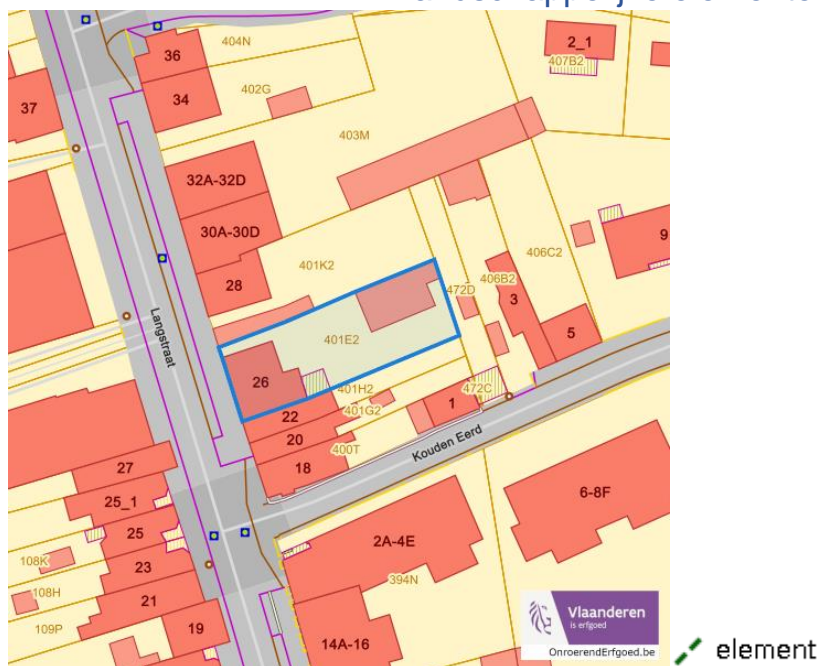 36
404N
2_1
407B2
34
402G
37
403M
32A-32D
30A-30D
406C2
9
401K2
28
472D
406B2
3
5
Langstraat
401E2
26
401H2
472C
22
401G2
1
20
400T
Kouden Eerd
18
27
25_1
6-8F
25
2A-4E
108K
23
394N
108H
21
109P
19
14A-16
Vlaanderen
is erfgoed
OnroerendErfgoed.be
element